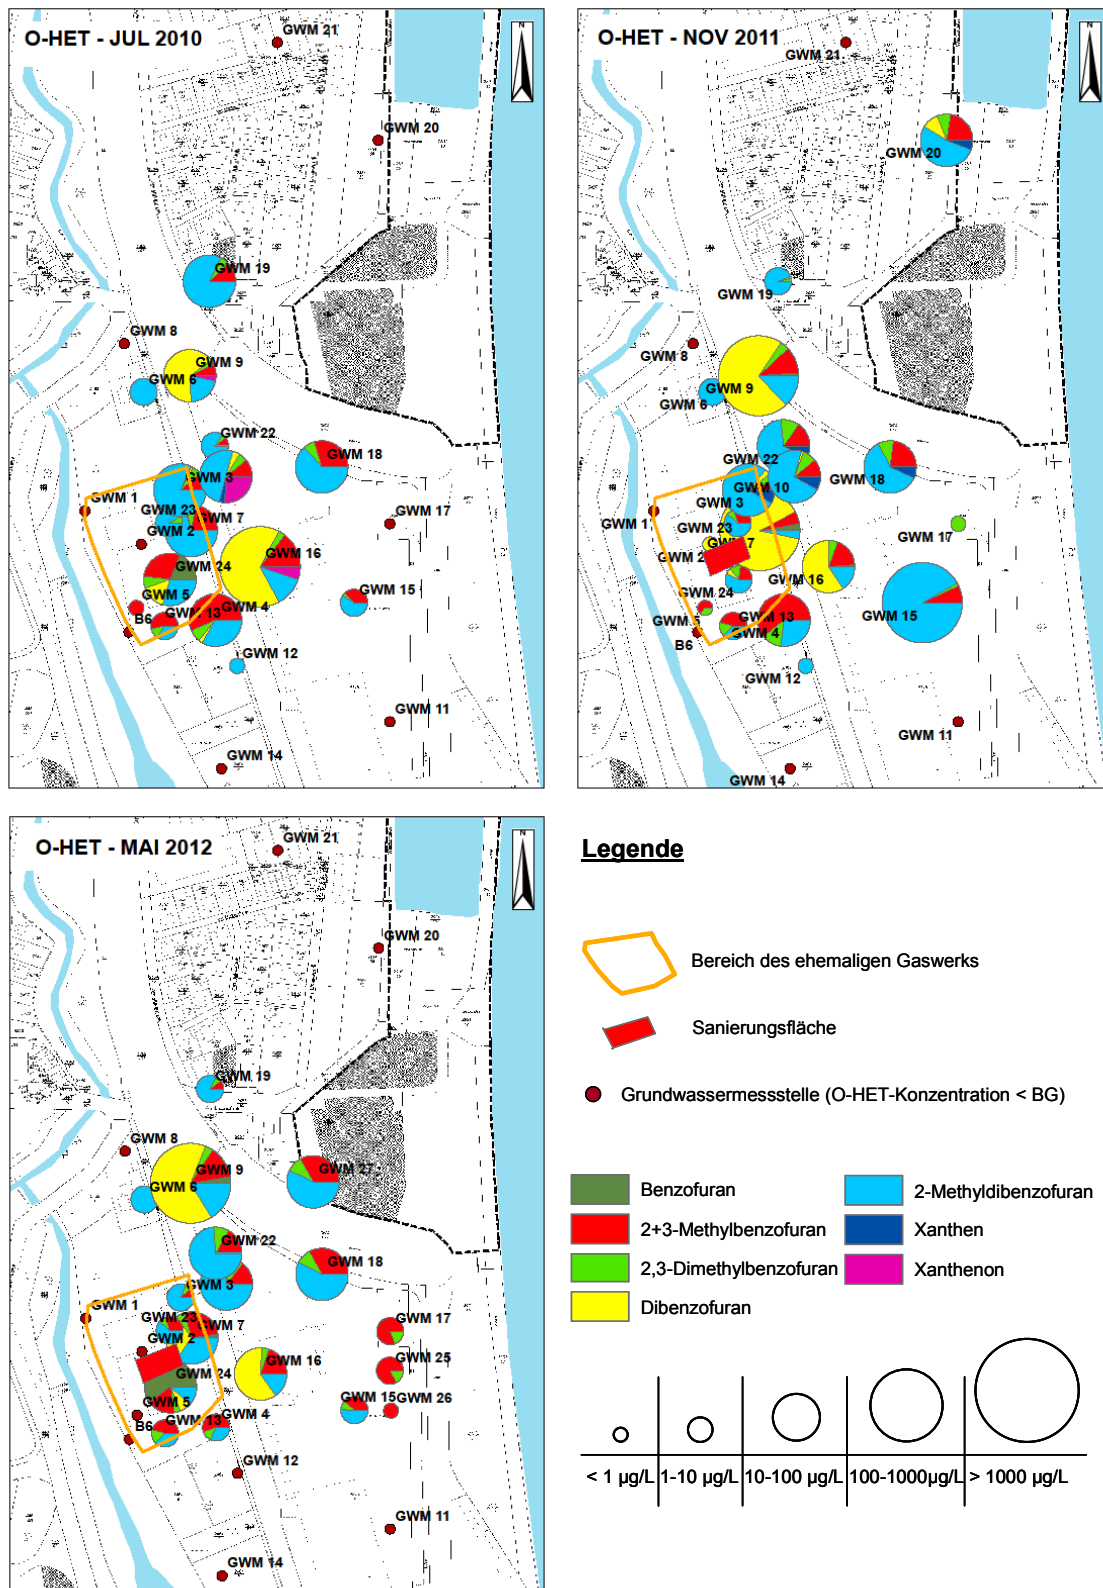 O-HET - JUL 2010
N
GWM 21
GWM 20
GWM 19
GWM 8
GWM 9
GWM 6
GWM 22
GWM 18
GWM 3
GWM 1
GWM 23
GWM 7
GWM 2
GWM 17
GWM 16
GWM 24
GWM 5
GWM 15
GWM 4
GWM 13
B6
GWM 12
GWM 11
GWM 14
O-HET - NOV 2011
N
GWM 21
GWM 20
GWM 19
GWM 8
GWM 9
GWM 6
GWM 22
GWM 18
GWM 10
GWM 3
GWM 1
GWM 23
GWM 7
GWM 2
GWM 17
GWM 16
GWM 24
GWM 15
GWM 5
GWM 13
GWM 4
B6
GWM 12
GWM 11
GWM 14
O-HET - MAI 2012
N
GWM 21
GWM 20
GWM 19
GWM 8
GWM 9
GWM 27
GWM 6
GWM 22
GWM 18
GWM 3
GWM 1
GWM 23
GWM 7
GWM 17
GWM 2
GWM 16
GWM 25
GWM 24
GWM 5
GWM 15
GWM 26
GWM 4
GWM 13
B6
GWM 12
GWM 11
GWM 14
Legende
Bereich des ehemaligen Gaswerks
Sanierungsfläche
Grundwassermessstelle (O-HET-Konzentration < BG)
Benzofuran
2-Methyldibenzofuran
2+3-Methylbenzofuran
Xanthen
2,3-Dimethylbenzofuran
Xanthenon
Dibenzofuran
< 1 µg/L
1-10 µg/L
10-100 µg/L
100-1000µg/L
> 1000 µg/L